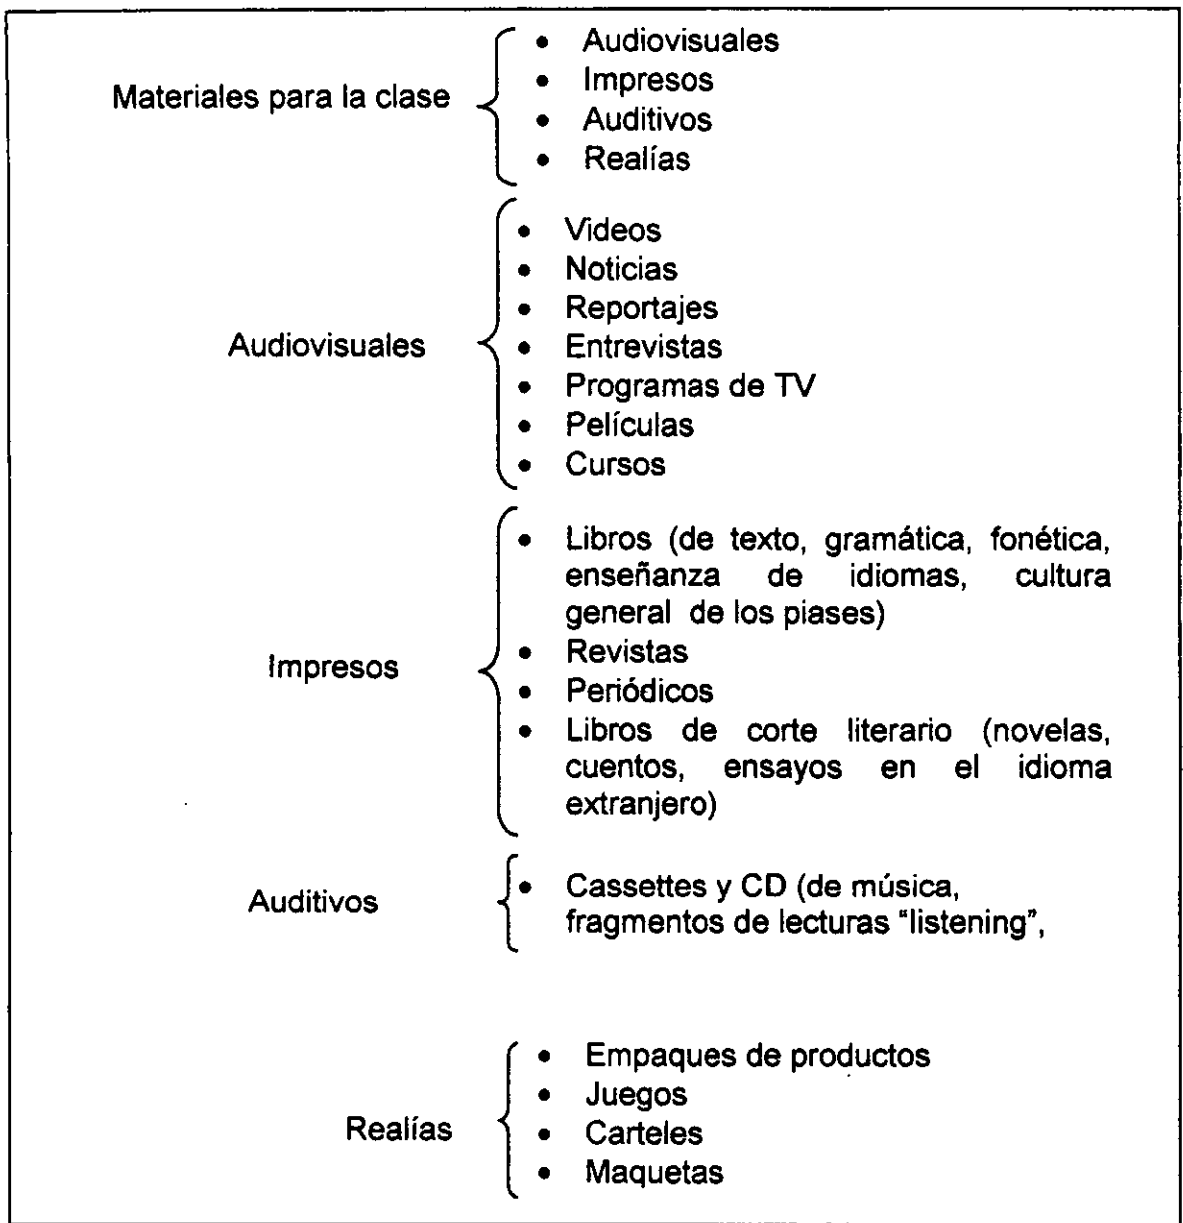 Materiales para la clase
• Audiovisuales
• Impresos
• Auditivos
• Realías
Audiovisuales
• Videos
• Noticias
• Reportajes
• Entrevistas
• Programas de TV
• Películas
• Cursos
Impresos
• Libros (de texto, gramática, fonética,
enseñanza de idiomas, cultura
general de los piases)
• Revistas
• Periódicos
• Libros de corte literario (novelas,
cuentos, ensayos en el idioma
extranjero)
Auditivos
• Cassettes y CD (de música,
fragmentos de lecturas "listening",
Realías
• Empaques de productos
• Juegos
• Carteles
• Maquetas